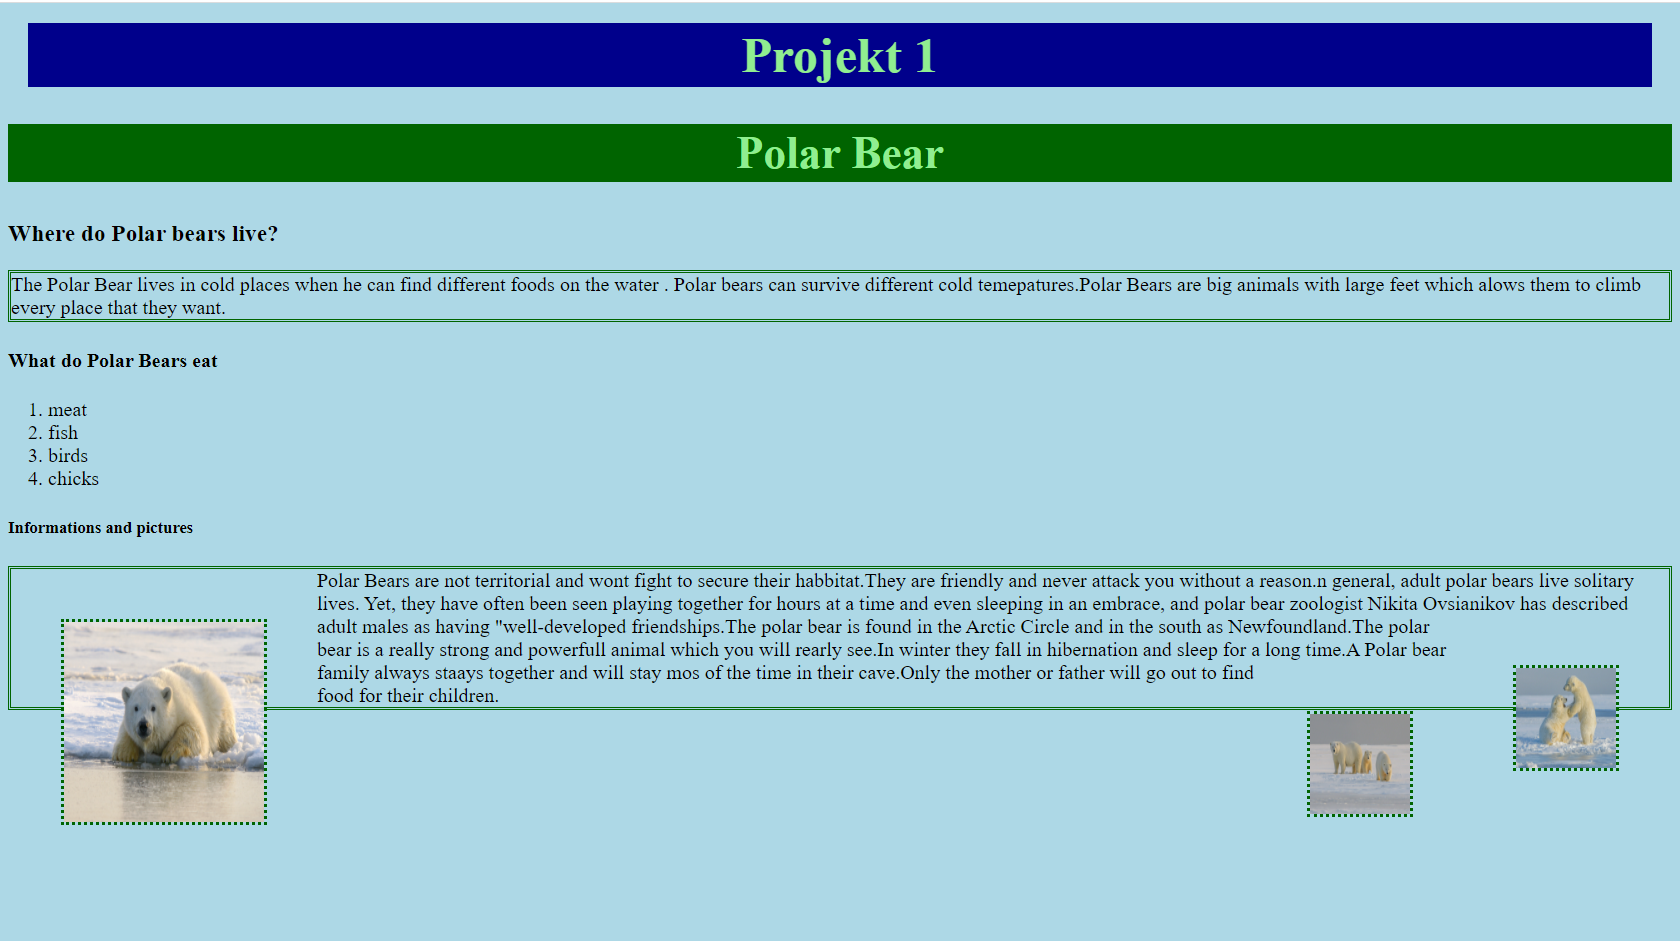 Projekt 1
Polar Bear
Where do Polar bears live?
The Polar Bear lives in cold places when he can find different foods on the water . Polar bears can survive different cold temepatures.Polar Bears are big animals with large feet which alows them to climb
every place that they want.
What do Polar Bears eat
1. meat
2. fish
3. birds
4. chicks
Informations and pictures
Polar Bears are not territorial and wont fight to secure their habbitat.They are friendly and never attack you without a reason.n general, adult polar bears live solitary
lives. Yet, they have often been seen playing together for hours at a time and even sleeping in an embrace, and polar bear zoologist Nikita Ovsianikov has described
adult males as having "well-developed friendships.The polar bear is found in the Arctic Circle and in the south as Newfoundland.The polar
bear is a really strong and powerfull animal which you will rearly see.In winter they fall in hibernation and sleep for a long time.A Polar bear
family always staays together and will stay mos of the time in their cave.Only the mother or father will go out to find
food for their children.